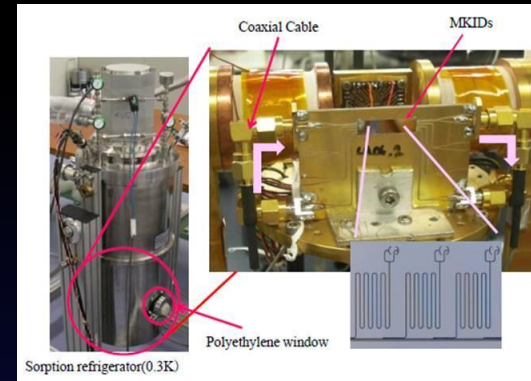 Coaxial Cable
MKIDs
Polyethylene window
Sorption refrigerator(0.3K)